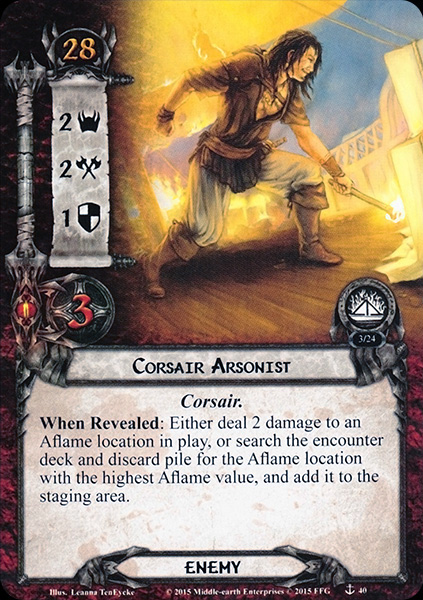 28
2
2
1
3
3/24
Corsair Arsonist
Corsair.
When Revealed: Either deal 2 damage to an
Aflame location in play, or search the encounter
deck and discard pile for the Aflame location
with the highest Aflame value, and add it to the
staging area.
ENEMY
Illus. Leanna TenEycke © 2015 Middle-earth Enterprises © 2015 FFG 40